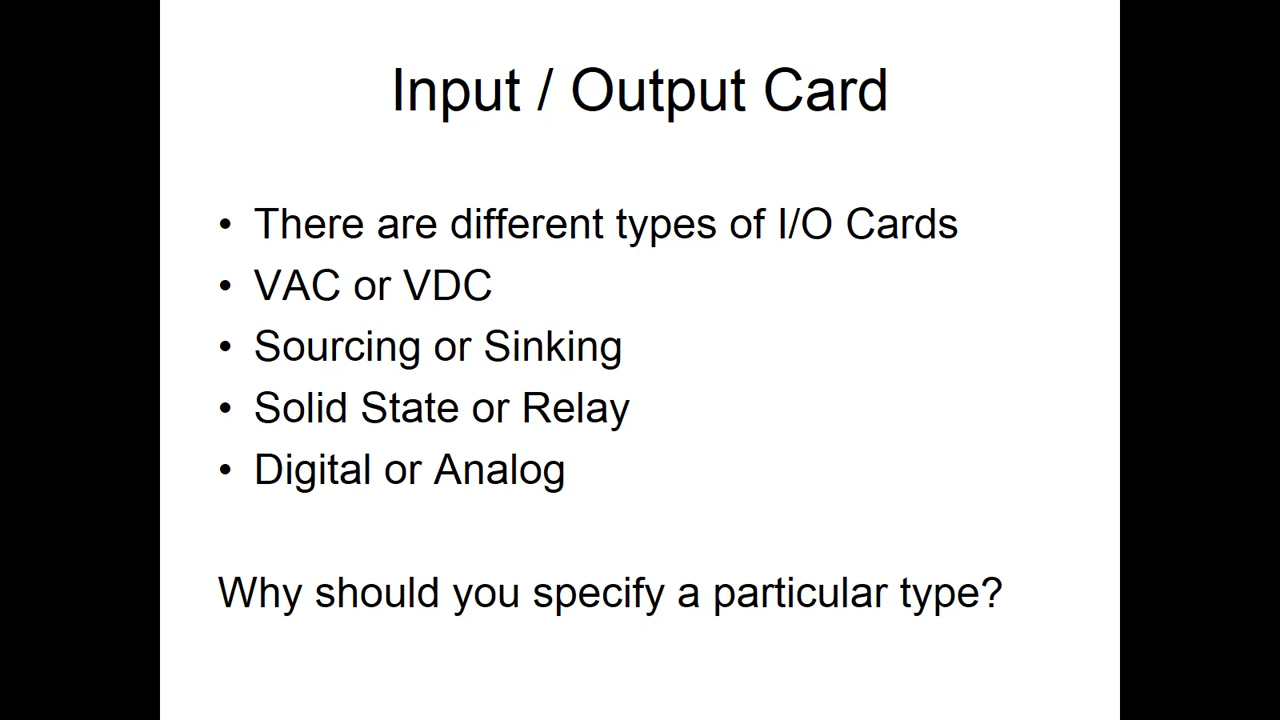 Input / Output Card
• There are different types of I/O Cards
• VAC or VDC
• Sourcing or Sinking
• Solid State or Relay
• Digital or Analog
Why should you specify a particular type?